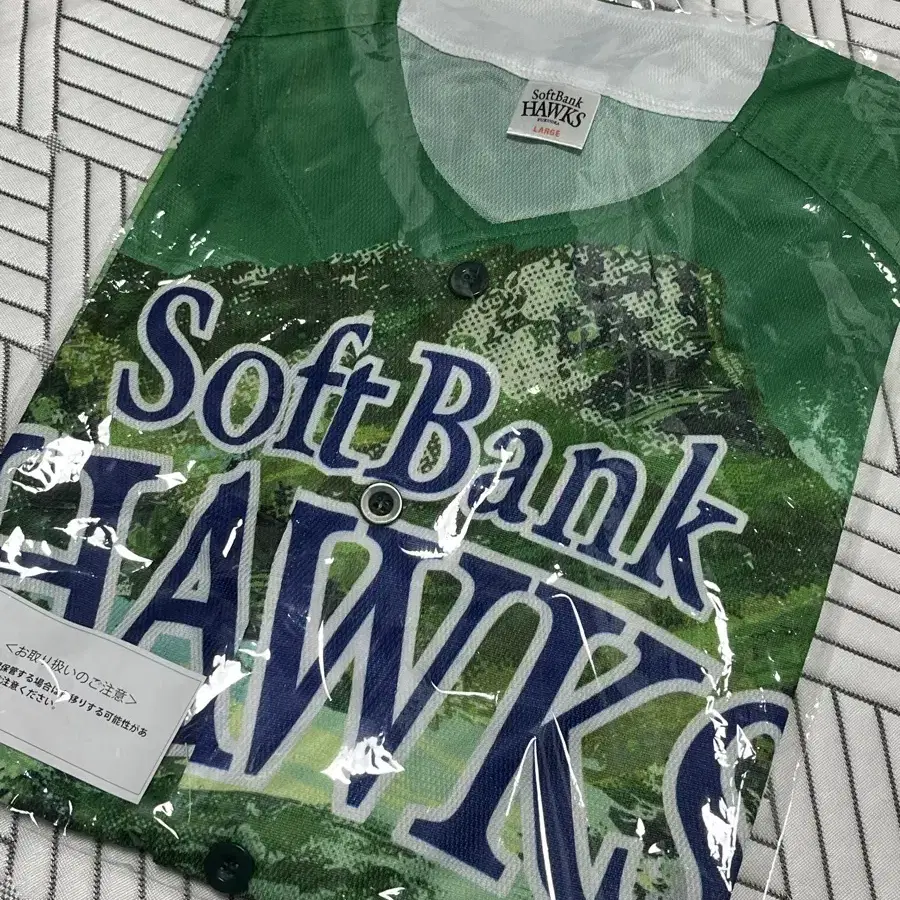 SoftBank
HAWKS
FUKUOKA
LARGE
SoftBank
HAWKS
＜お取り扱いのご注意＞
保管する場合は、移りする可能性があ
注意ください。